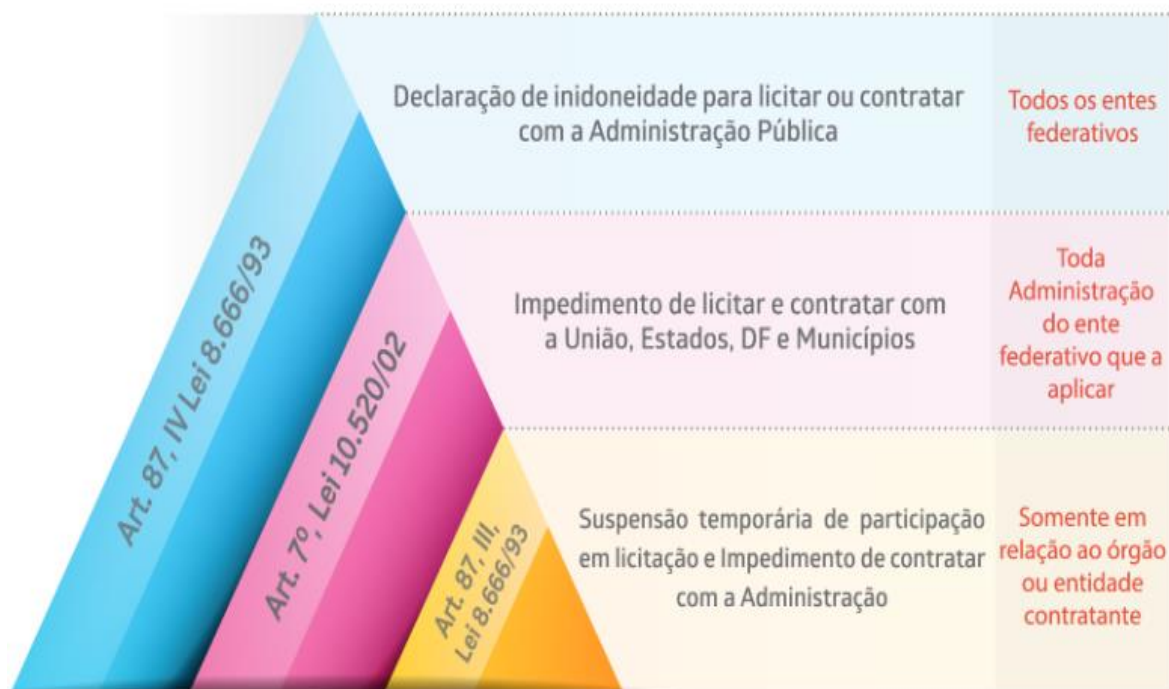 Declaração de inidoneidade para licitar ou contratar
com a Administração Pública
Todos os entes
federativos
Art. 87, IV Lei 8.666/93
Impedimento de licitar e contratar com
a União, Estados, DF e Municípios
Toda
Administração
do ente
federativo que a
aplicar
Art. 7º, Lei 10.520/02
Suspensão temporária de participação
em licitação e Impedimento de contratar
com a Administração
Somente em
relação ao órgão
ou entidade
contratante
Art. 87, III,
Lei 8.666/93